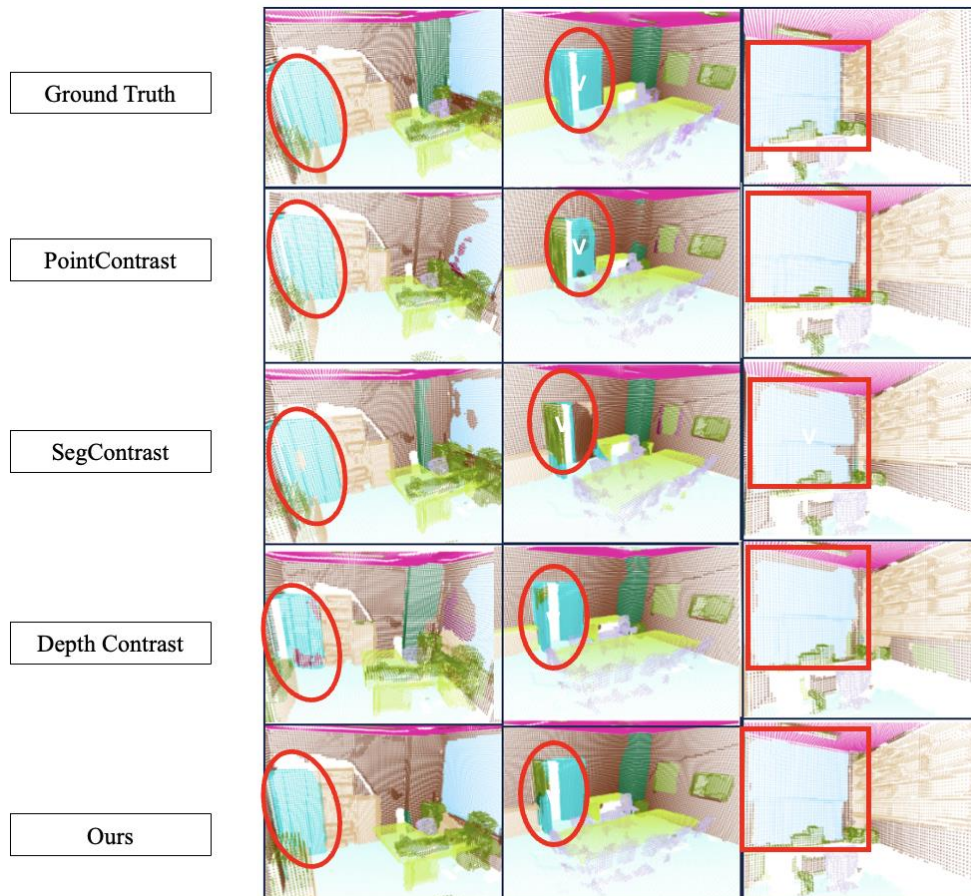 Ground Truth
V
PointContrast
V
SegContrast
V
V
Depth Contrast
Ours